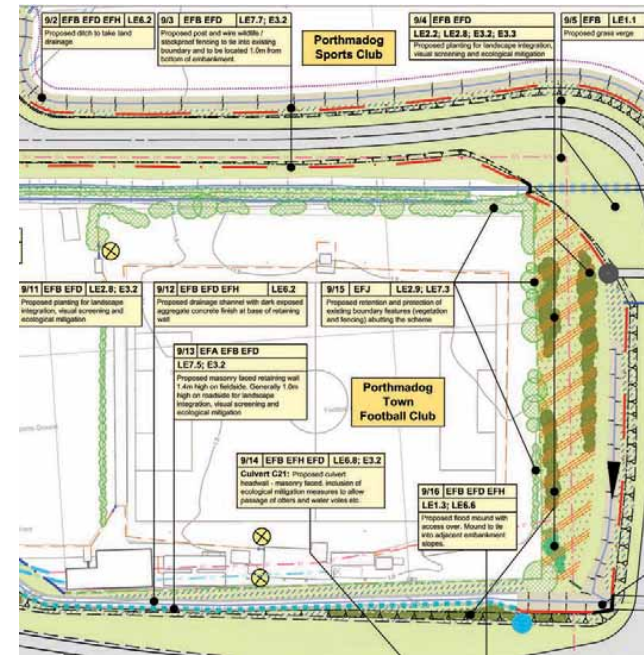 9/2 EFB EFD EFH LE6.2
Proposed ditch to take land
drainage
9/3 EFB EFD LE7.7; E3.2
Proposed post and wire wildlife /
stockproof fencing to tie into existing
boundary and to be located 1.0m from
bottom of embankment.
Porthmadog
Sports Club
9/4 EFB EFD
LE2.2; LE2.8; E3.2; E3.3
Proposed planting for landscape integration,
visual screening and ecological mitigation
9/5 EFB LE1.1
Proposed grass verge
9/11 EFB EFD LE2.8; E3.2
Proposed planting for landscape
integration, visual screening and
ecological mitigation
9/12 EFB EFD EFH LE6.2
Proposed drainage channel with dark exposed
aggregate concrete finish at base of retaining
wall
9/15 EFJ LE2.9; LE7.3
Proposed retention and protection of
existing boundary features (vegetation
and fencing) abutting the scheme
9/13 EFA EFB EFD
LE7.5; E3.2
Proposed masonry faced retaining wall
1.4m high on fieldside. Generally 1.0m
high on roadside for landscape
integration, visual screening and
ecological mitigation
Porthmadog
Town
Football Club
9/14 EFB EFH EFD LE6.8; E3.2
Culvert C21: Proposed culvert
headwall - masonry faced. inclusion of
ecological mitigation measures to allow
passage of otters and water voles etc.
9/16 EFB EFD EFH
LE1.3; LE6.6
Proposed flood mound with
access over. Mound to tie
into adjacent embankment
slopes.